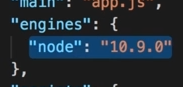 "main": "app.js",
"engines": {
"node": "10.9.0"
},